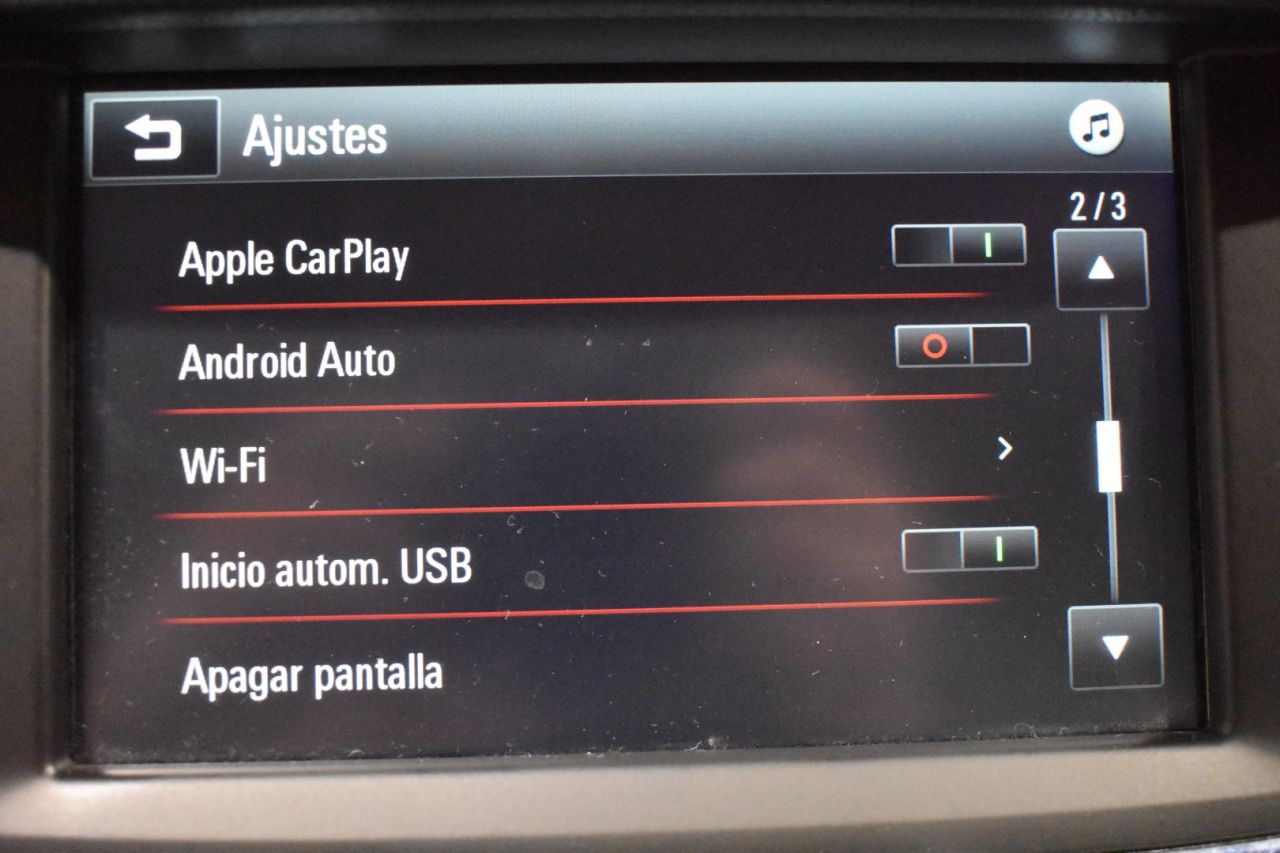 Ajustes
2/3
Apple CarPlay
Android Auto
Wi-Fi
Inicio autom. USB
Apagar pantalla